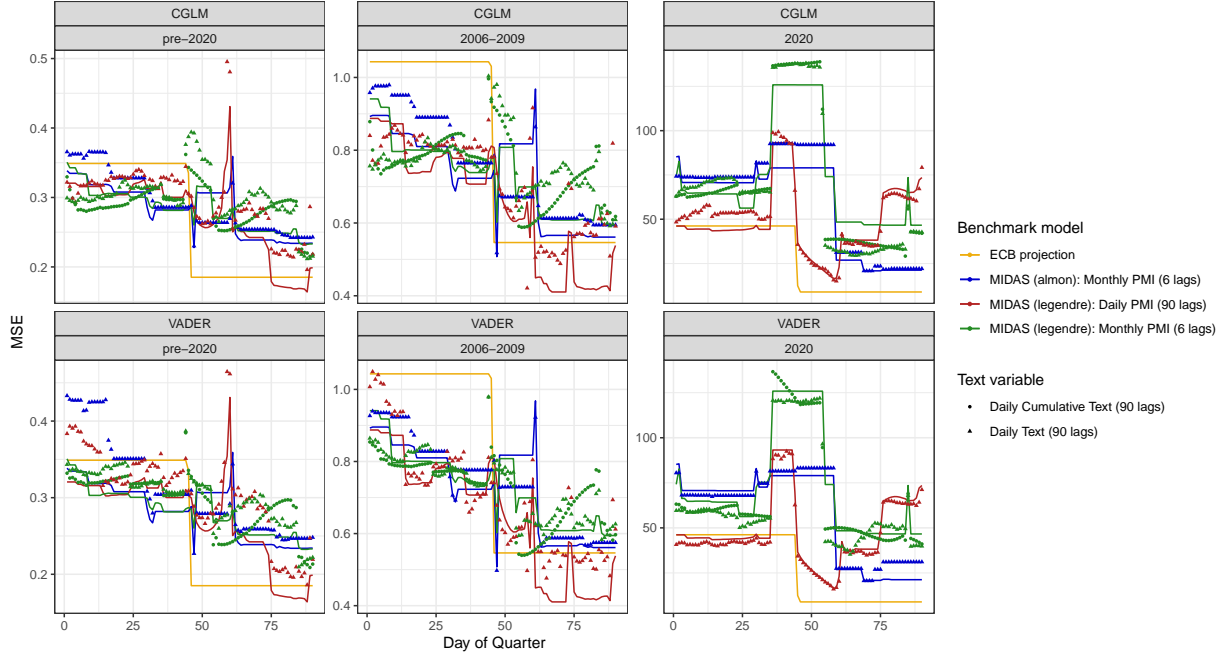 CGLM CGLM CGLM
pre−2020 2006−2009 2020
0.5
0.4
0.3
0.2
1.0
0.8
0.6
0.4
100
50
VADER VADER VADER
pre−2020 2006−2009 2020
0.4
0.3
0.2
1.0
0.8
0.6
0.4
100
50
0 25 50 75 0 25 50 75 0 25 50 75
Day of Quarter
MSE
Benchmark model
ECB projection
MIDAS (almon): Monthly PMI (6 lags)
MIDAS (legendre): Daily PMI (90 lags)
MIDAS (legendre): Monthly PMI (6 lags)
Text variable
Daily Cumulative Text (90 lags)
Daily Text (90 lags)